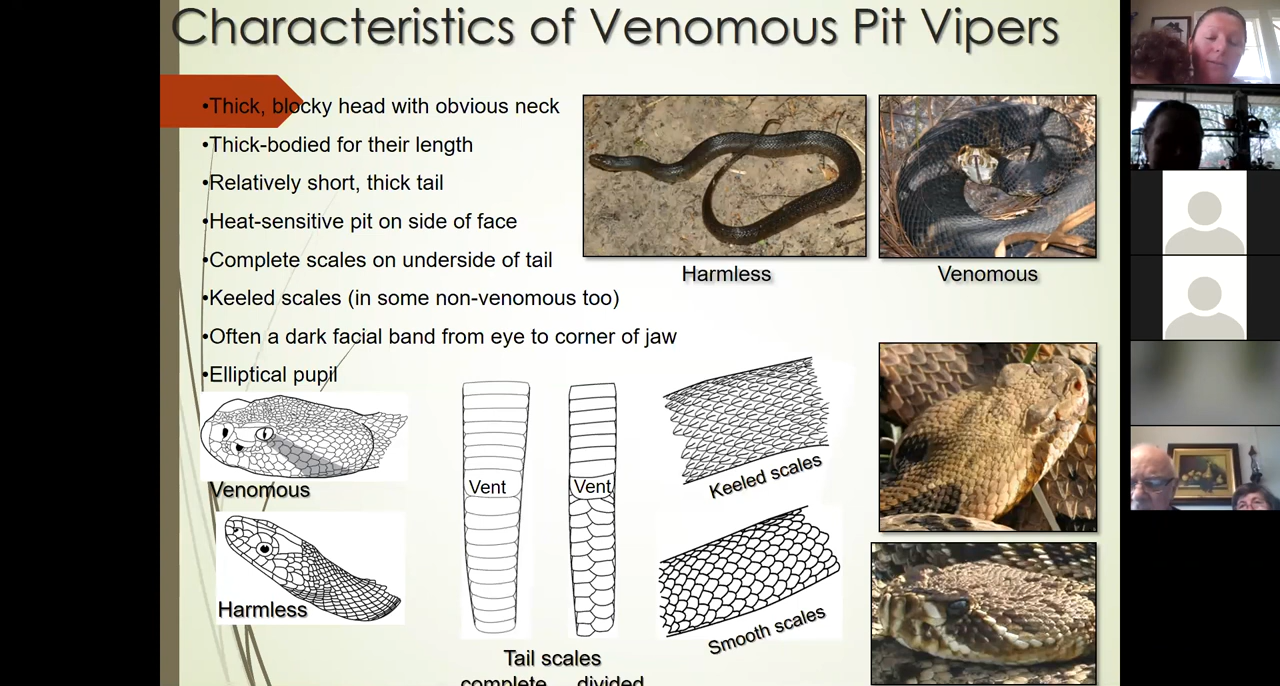 Characteristics of Venomous Pit Vipers
•Thick, blocky head with obvious neck
•Thick-bodied for their length
•Relatively short, thick tail
•Heat-sensitive pit on side of face
•Complete scales on underside of tail
•Keeled scales (in some non-venomous too)
•Often a dark facial band from eye to corner of jaw
•Elliptical pupil
Harmless
Venomous
Venomous
Harmless
Vent
Vent
Tail scales
complete divided
Keeled scales
Smooth scales